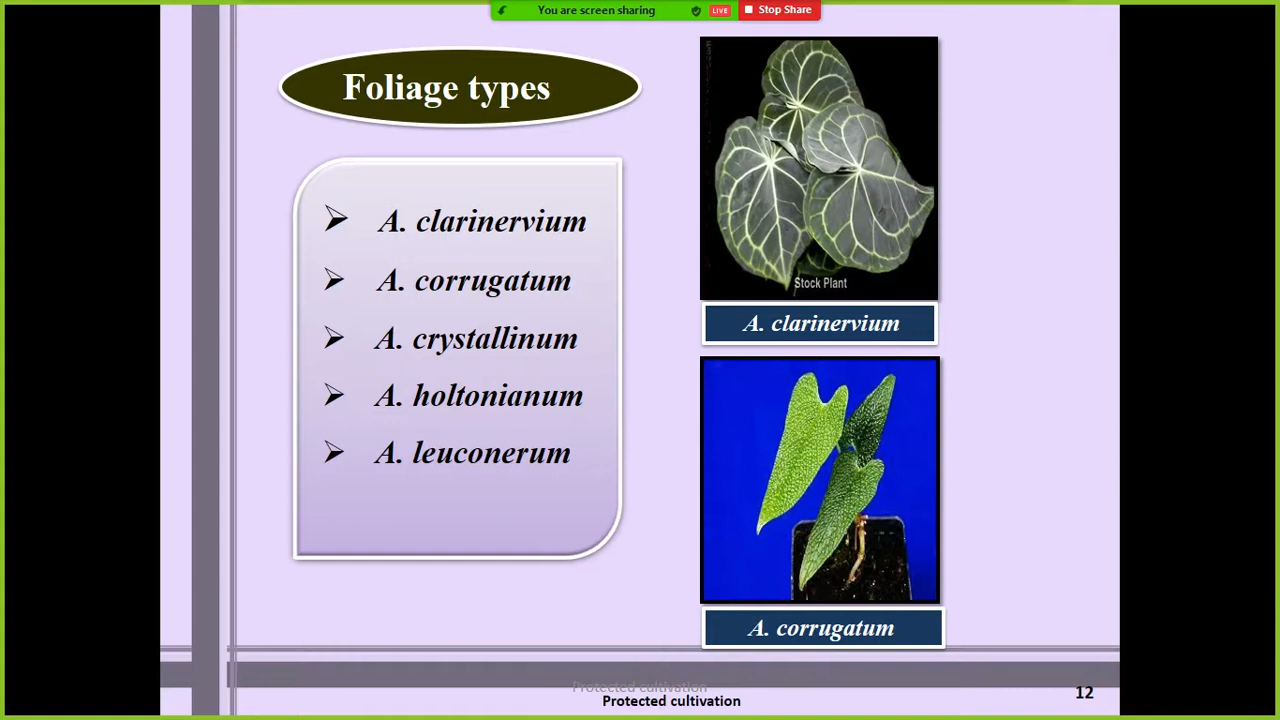 You are screen sharing
LIVE
Stop Share
Foliage types
A. clarinervium
A. corrugatum
A. crystallinum
A. holtonianum
A. leuconerum
Stock Plant
A. clarinervium
A. corrugatum
Protected cultivation
Protected cultivation
12